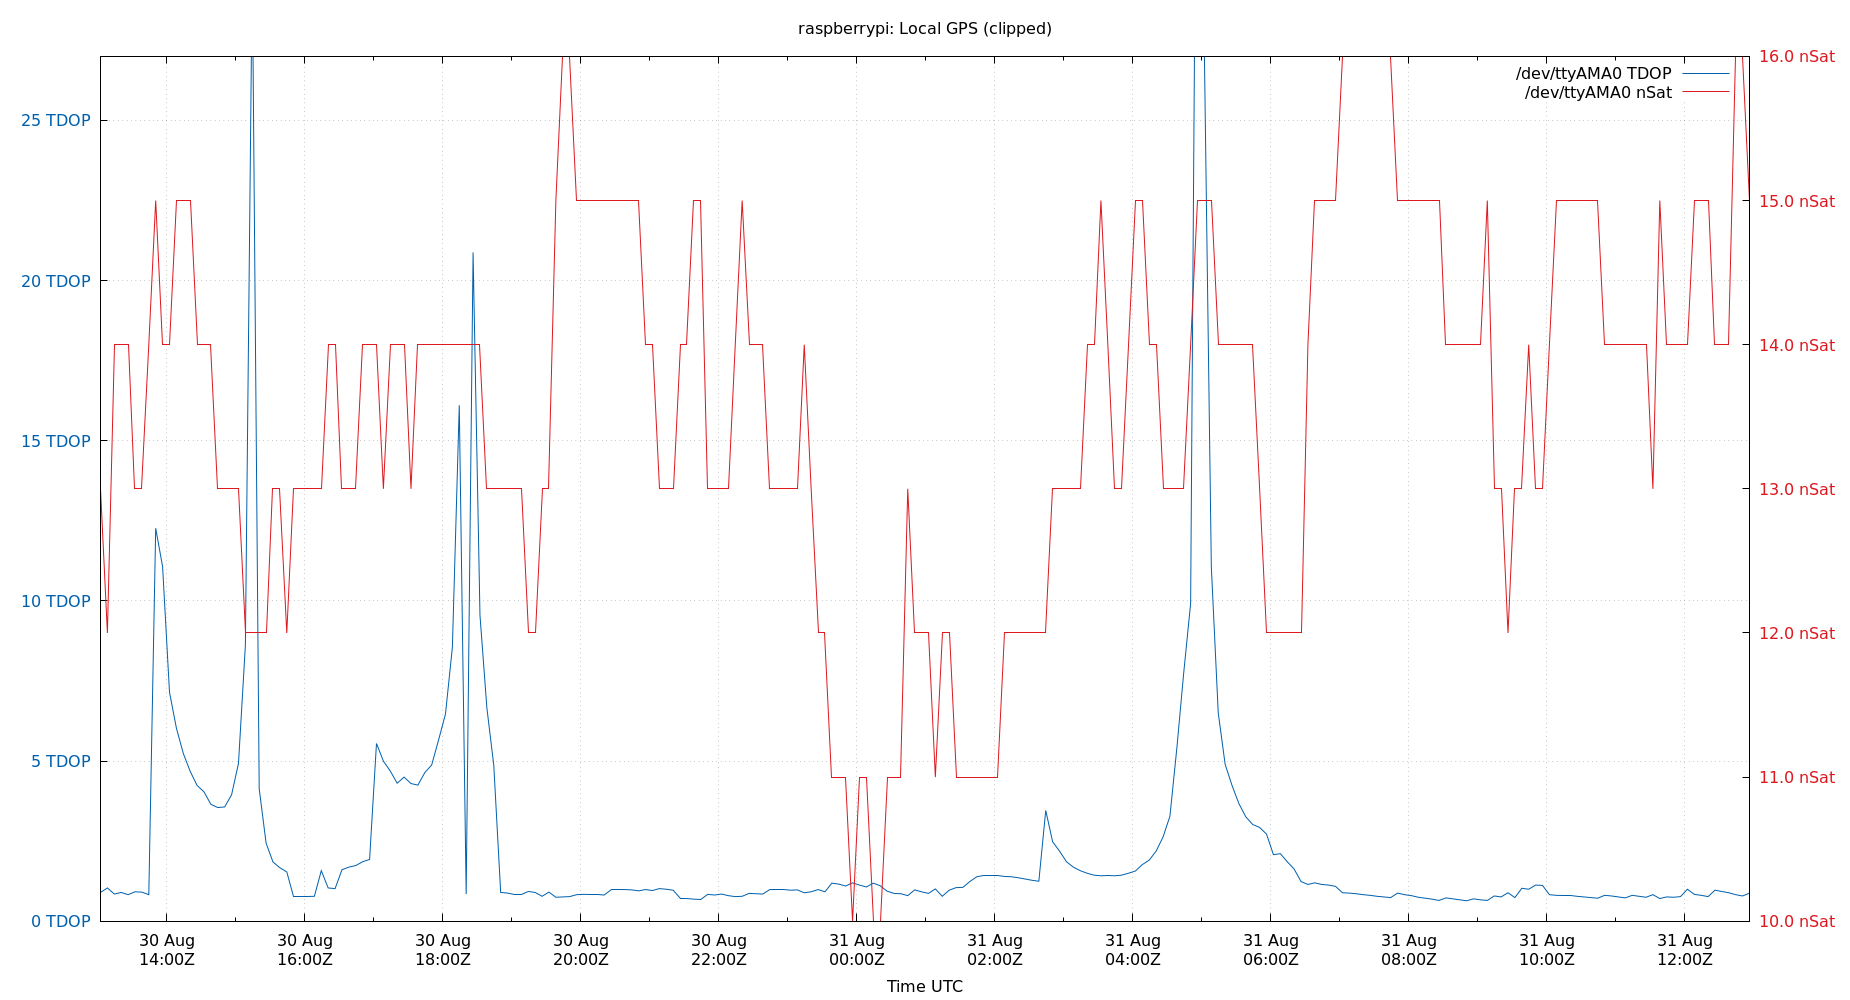 raspberrypi: Local GPS (clipped)
16.0 nSat
/dev/ttyAMA0 TDOP
/dev/ttyAMA0 nSat
25 TDOP
15.0 nSat
20 TDOP
14.0 nSat
15 TDOP
13.0 nSat
10 TDOP
12.0 nSat
5 TDOP
11.0 nSat
0 TDOP
10.0 nSat
30 Aug 30 Aug 30 Aug 30 Aug 30 Aug 31 Aug 31 Aug 31 Aug 31 Aug 31 Aug 31 Aug 31 Aug
14:00Z 16:00Z 18:00Z 20:00Z 22:00Z 00:00Z 02:00Z 04:00Z 06:00Z 08:00Z 10:00Z 12:00Z
Time UTC